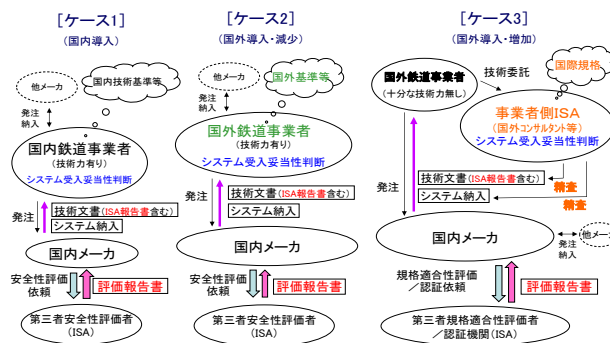 ［ケース1］
（国内導入）
他メーカ
国内技術基準等
発注
納入
国内鉄道事業者
（技術力有り）
システム受入妥当性判断
発注
技術文書（ISA報告書含む）
システム納入
国内メーカ
安全性評価
依頼
評価報告書
第三者安全性評価者
（ISA）
［ケース2］
（国外導入・減少）
他メーカ
国外基準等
発注
納入
国外鉄道事業者
（技術力有り）
システム受入妥当性判断
発注
技術文書（ISA報告書含む）
システム納入
国内メーカ
安全性評価
依頼
評価報告書
第三者安全性評価者
（ISA）
［ケース3］
（国外導入・増加）
国外鉄道事業者
（十分な技術力無し）
技術委託
国際規格
事業者側ISA
（国外コンサルタント等）
システム受入妥当性判断
発注
技術文書（ISA報告書含む）
精査
システム納入
精査
国内メーカ
発注
納入
他メーカ
規格適合性評価
／認証依頼
評価報告書
第三者規格適合性評価者
／認証機関（ISA）